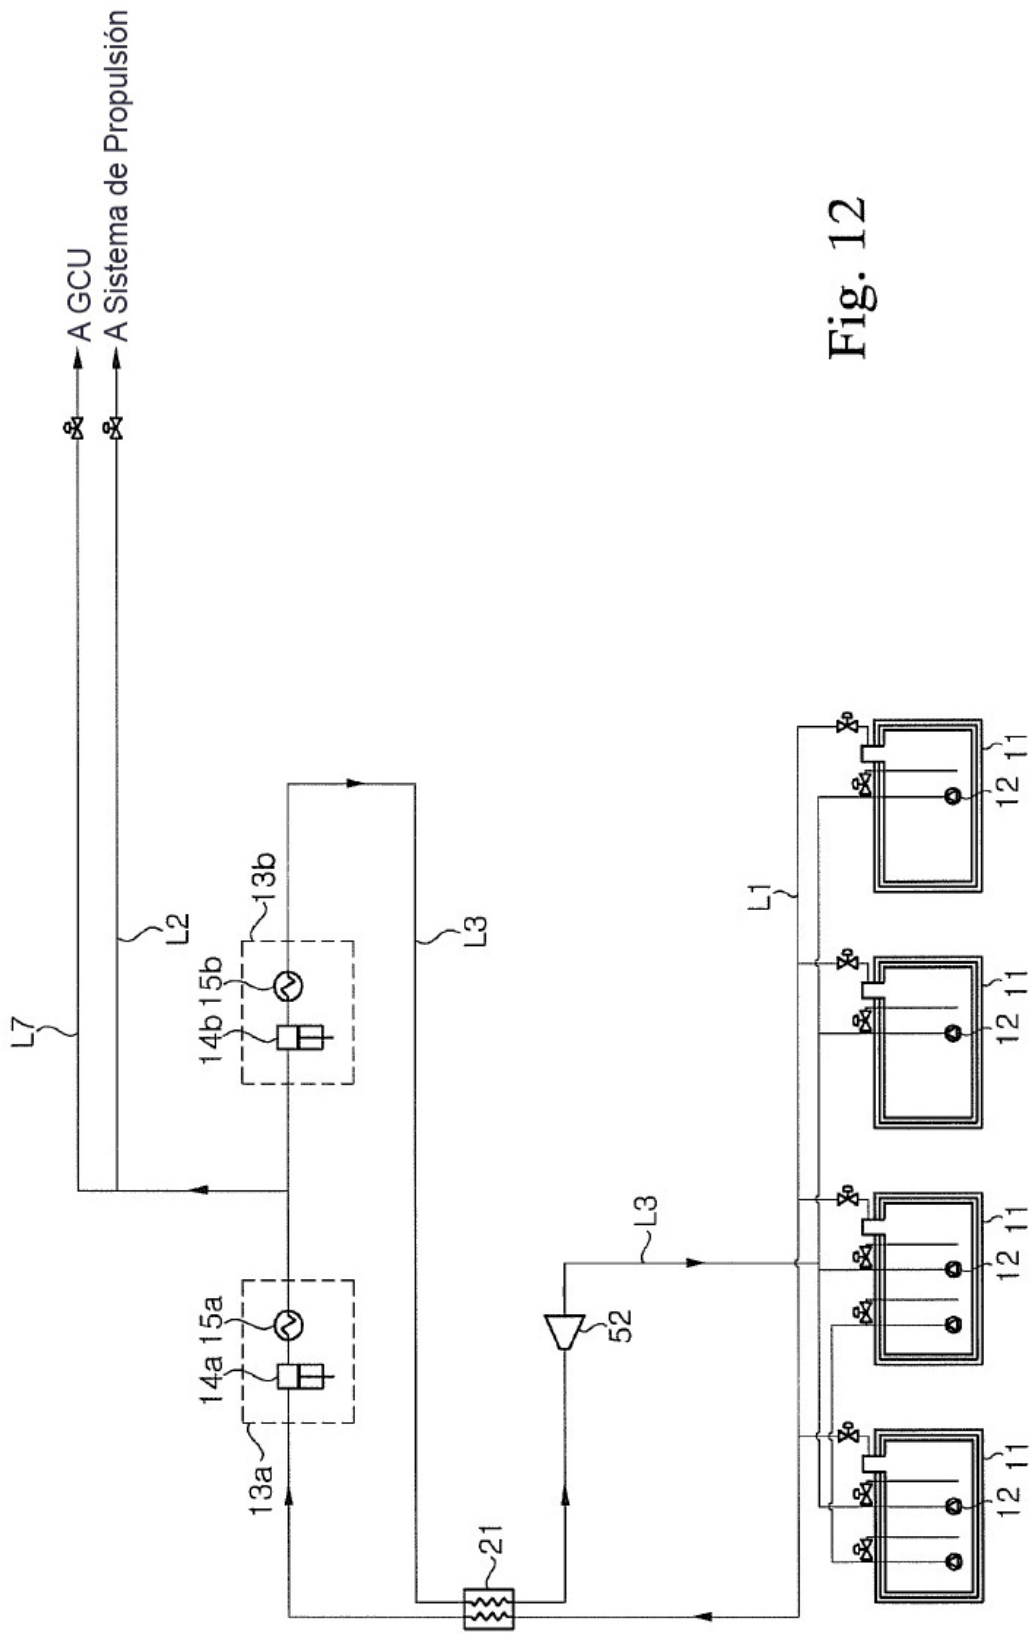 L7
A GCU
A Sistema de Propulsión
L2
14a 15a
14b 15b
13a
13b
L3
21
52
L3
L1
Fig. 12
12 11
12 11
12 11
12 11